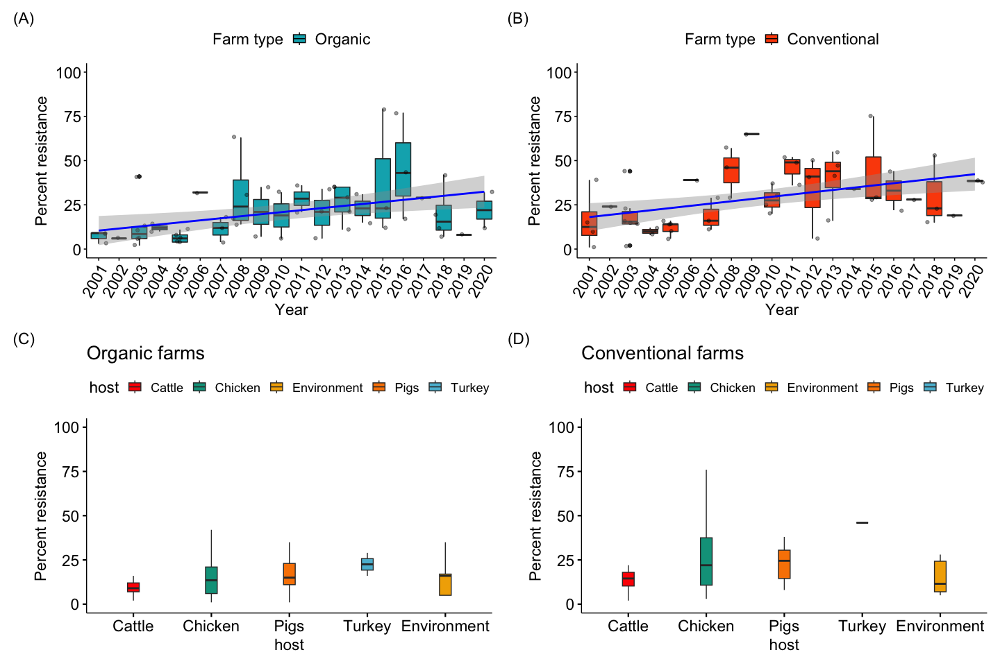 (A)
Farm type Organic
100
75
50
25
0
Percent resistance
2001 2002 2003 2004 2005 2006 2007 2008 2009 2010 2011 2012 2013 2014 2015 2016 2017 2018 2019 2020
Year
(B)
Farm type Conventional
100
75
50
25
0
Percent resistance
2001 2002 2003 2004 2005 2006 2007 2008 2009 2010 2011 2012 2013 2014 2015 2016 2017 2018 2019 2020
Year
(C)
Organic farms
host Cattle Chicken Environment Pigs Turkey
100
75
50
25
0
Percent resistance
Cattle Chicken Pigs Turkey Environment
host
(D)
Conventional farms
host Cattle Chicken Environment Pigs Turkey
100
75
50
25
0
Percent resistance
Cattle Chicken Pigs Turkey Environment
host